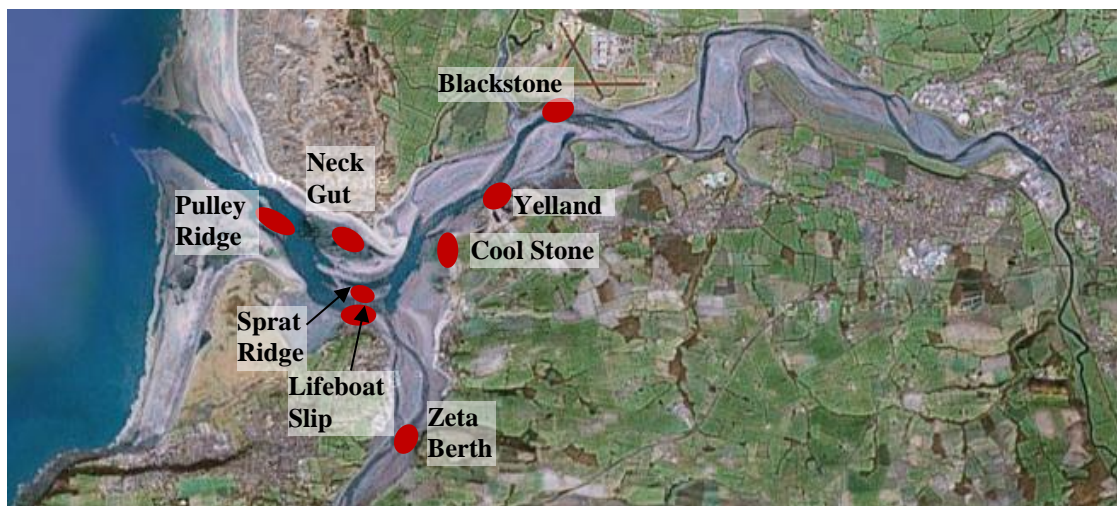 Blackstone
Neck
Gut
Pulley
Ridge
Yelland
Cool Stone
Sprat
Ridge
Lifeboat
Slip
Zeta
Berth